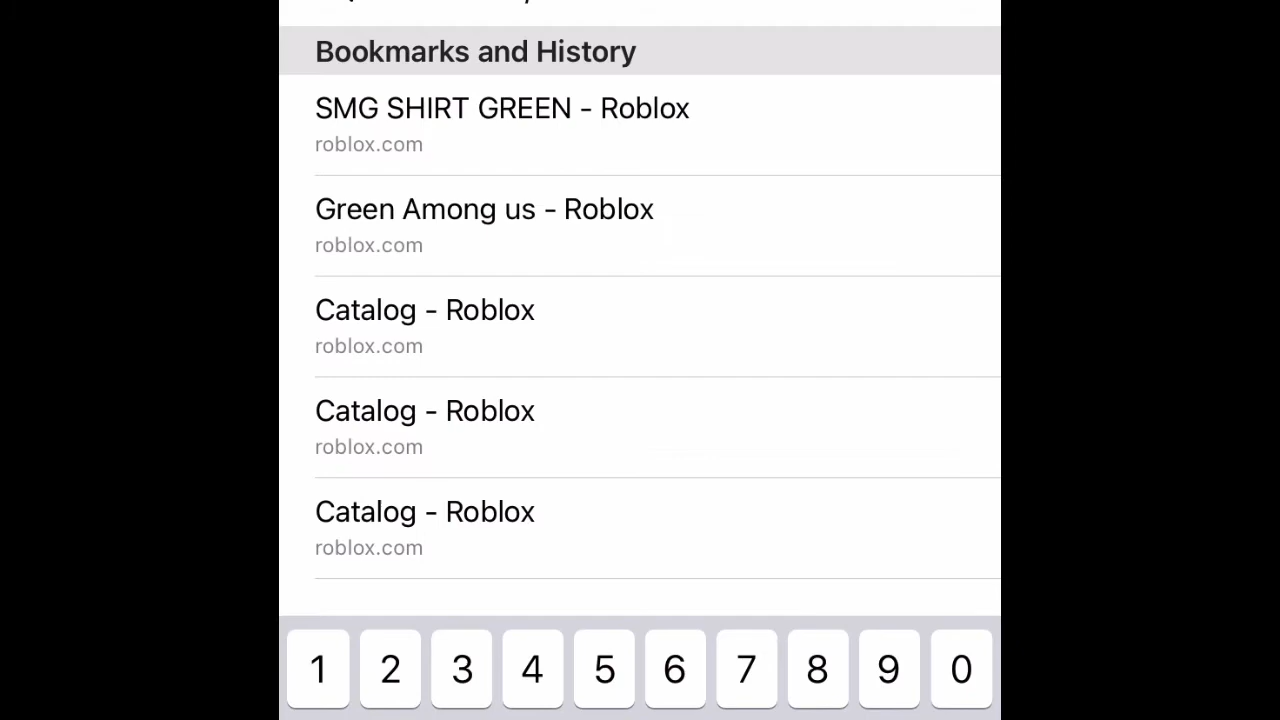 Bookmarks and History
SMG SHIRT GREEN - Roblox
roblox.com
Green Among us - Roblox
roblox.com
Catalog - Roblox
roblox.com
Catalog - Roblox
roblox.com
Catalog - Roblox
roblox.com
1 2 3 4 5 6 7 8 9 0